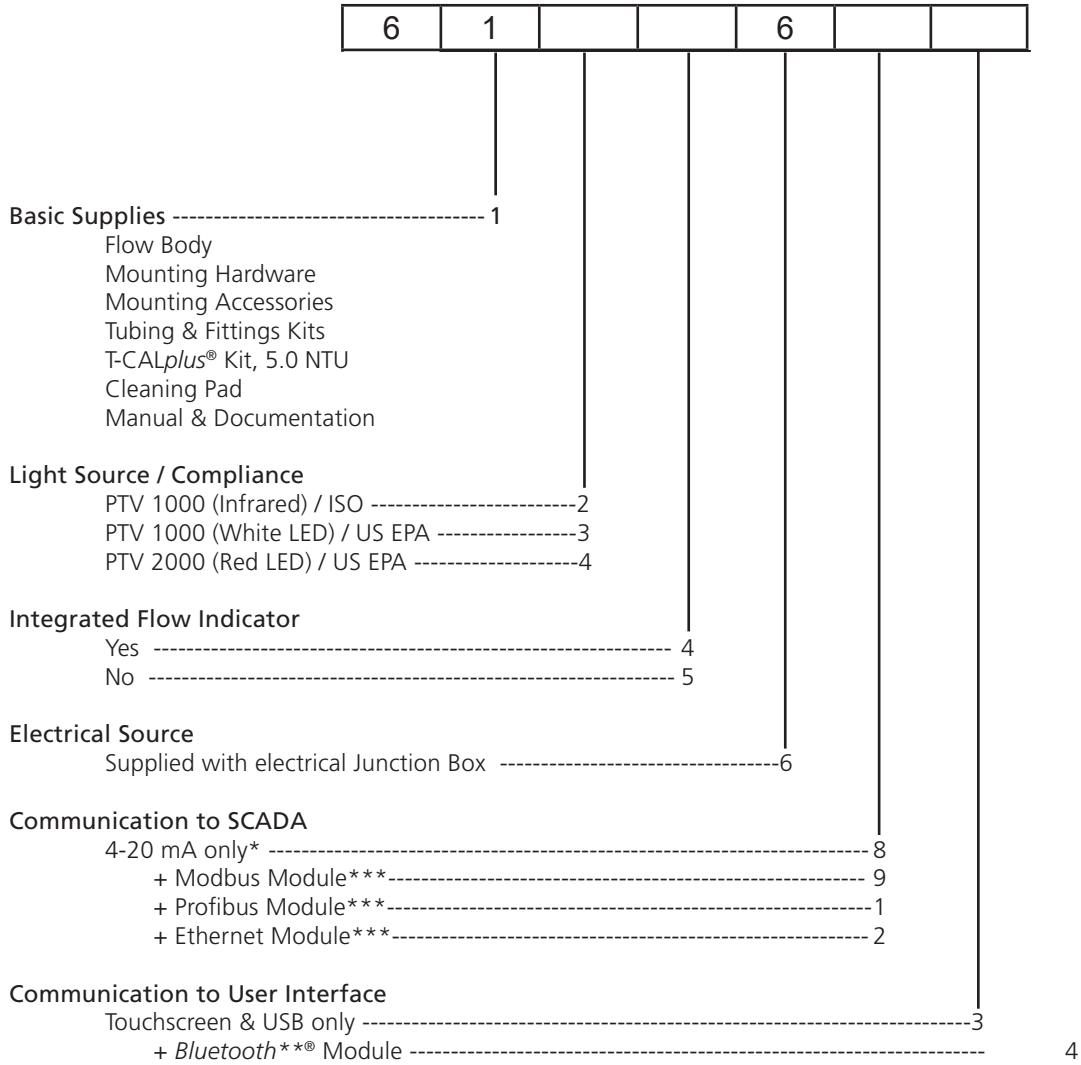 6 1 6
Basic Supplies -------------------------------------- 1
Flow Body
Mounting Hardware
Mounting Accessories
Tubing & Fittings Kits
T-CALplus® Kit, 5.0 NTU
Cleaning Pad
Manual & Documentation
Light Source / Compliance
PTV 1000 (Infrared) / ISO -------------------------2
PTV 1000 (White LED) / US EPA -----------------3
PTV 2000 (Red LED) / US EPA --------------------4
Integrated Flow Indicator
Yes --------------------------------------------------------------- 4
No ---------------------------------------------------------------- 5
Electrical Source
Supplied with electrical Junction Box ----------------------------------6
Communication to SCADA
4-20 mA only* ------------------------------------------------------------------------- 8
+ Modbus Module***---------------------------------------------------------- 9
+ Profibus Module***-----------------------------------------------------------1
+ Ethernet Module***---------------------------------------------------------- 2
Communication to User Interface
Touchscreen & USB only --------------------------------------------------------------------------3
+ Bluetooth**® Module ---------------------------------------------------------------------- 4